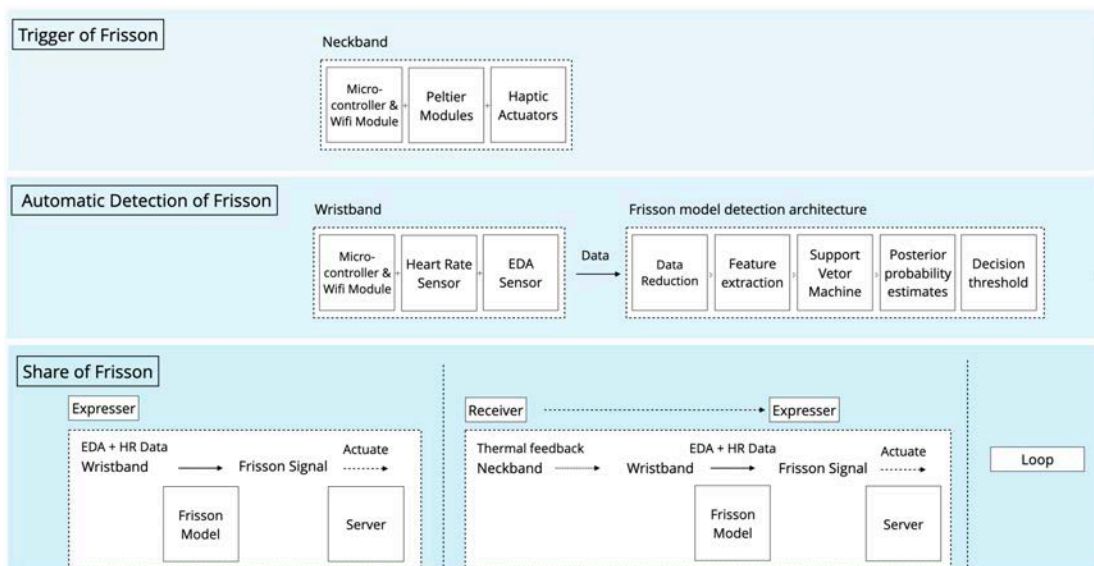 Trigger of Frisson
Neckband
Micro-
controller &
Wifi Module
+
Peltier
Modules
+
Haptic
Actuators
Automatic Detection of Frisson
Wristband
Micro-
controller &
Wifi Module
+
Heart Rate
Sensor
+
EDA
Sensor
Data
Frisson model detection architecture
Data
Reduction
Feature
extraction
Support
Vetor
Machine
Posterior
probability
estimates
Decision
threshold
Share of Frisson
Expresser
EDA + HR Data
Wristband
Frisson Signal
Actuate
Frisson
Model
Server
Receiver
Expresser
Thermal feedback
Neckband
Wristband
EDA + HR Data
Frisson Signal
Actuate
Frisson
Model
Server
Loop